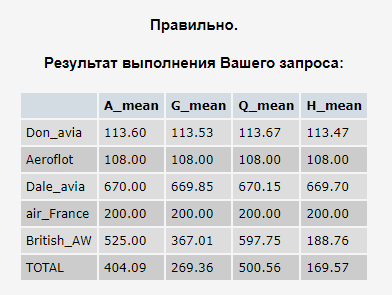 Правильно.
Результат выполнения Вашего запроса:
A_mean G_mean Q_mean H_mean
Don_avia 113.60 113.53 113.67 113.47
Aeroflot 108.00 108.00 108.00 108.00
Dale_avia 670.00 669.85 670.15 669.70
air_France 200.00 200.00 200.00 200.00
British_AW 525.00 367.01 597.75 188.76
TOTAL 404.09 269.36 500.56 169.57